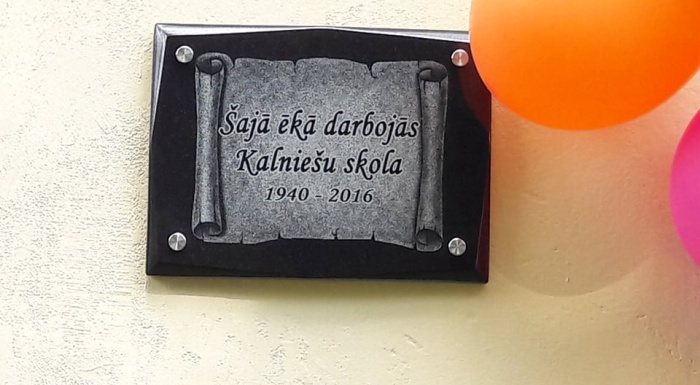 Šajā ēkā darbojās
Kalniešu skola
1940 - 2016